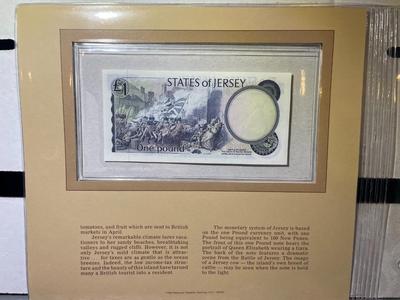 STATES OF JERSEY
£1
One pound
tomatoes, and fruit which are sent to British
markets in April.
Jersey's remarkable climate lures vaca-
tioners to her sandy beaches, breathtaking
valleys and rugged cliffs. However, it is not
only Jersey's mild climate that is attrac-
tive ... for taxes are as gentle as the ocean
breezes. Indeed, the low income-tax struc-
ture and the beauty of this island have turned
many a British tourist into a resident.
The monetary system of Jersey is based
on the one Pound currency unit, with one
Pound being equivalent to 100 New Pence.
The front of this one Pound note bears the
portrait of Queen Elizabeth wearing a tiara.
The back of the note features a dramatic
scene from the Battle of Jersey. The image
of a Jersey cow — the island's own breed of
cattle — may be seen when the note is held
to the light.